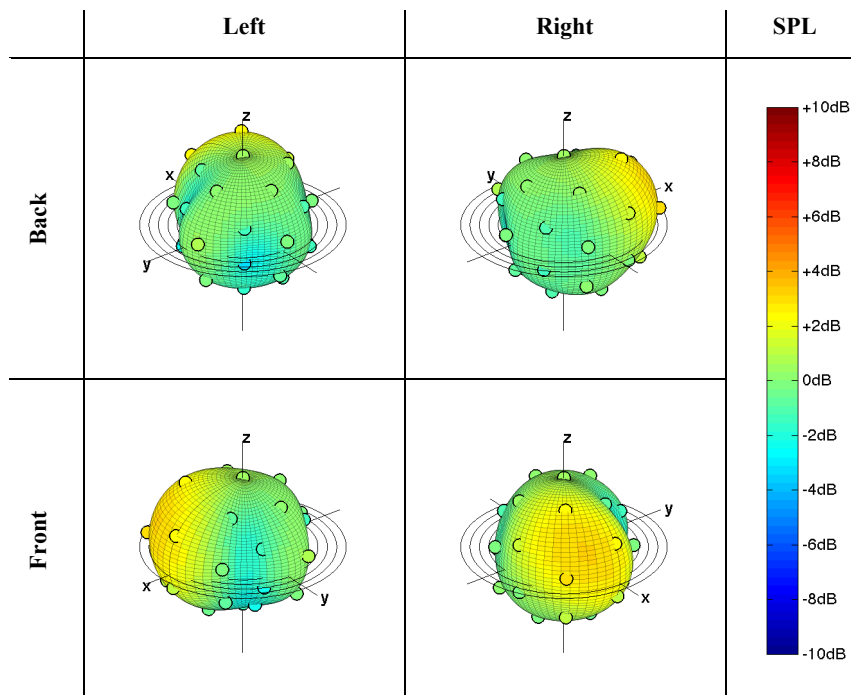 Left Right SPL
Back
z
x
y
z
y
x
Front
z
x
y
z
y
x
+10dB
+8dB
+6dB
+4dB
+2dB
0dB
-2dB
-4dB
-6dB
-8dB
-10dB